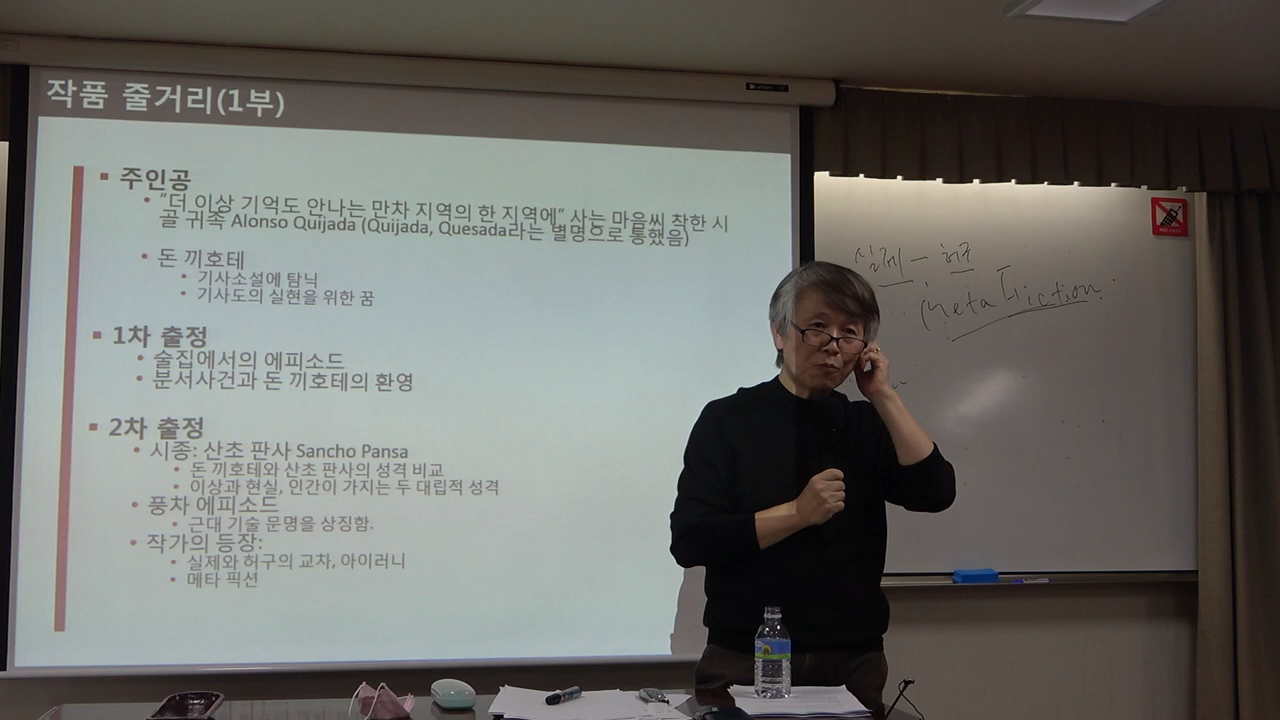 작품 줄거리(1부)
주인공
“더 이상 기억도 안나는 만차 지역의 한 지역에” 사는 마음씨 착한 시
골 귀족 Alonso Quijada (Quijada, Quesada라는 별명으로 통했음)
돈 끼호테
기사소설에 탐닉
기사도의 실현을 위한 꿈
1차 출정
술집에서의 에피소드
분서사건과 돈 끼호테의 환영
2차 출정
시종: 산초 판사 Sancho Pansa
돈 끼호테와 산초 판사의 성격 비교
이상과 현실, 인간이 가지는 두 대립적 성격
풍차 에피소드
근대 기술 문명을 상징함.
작가의 등장:
실제와 허구의 교차, 아이러니
메타 픽션
실제 - 허구
Meta Fiction